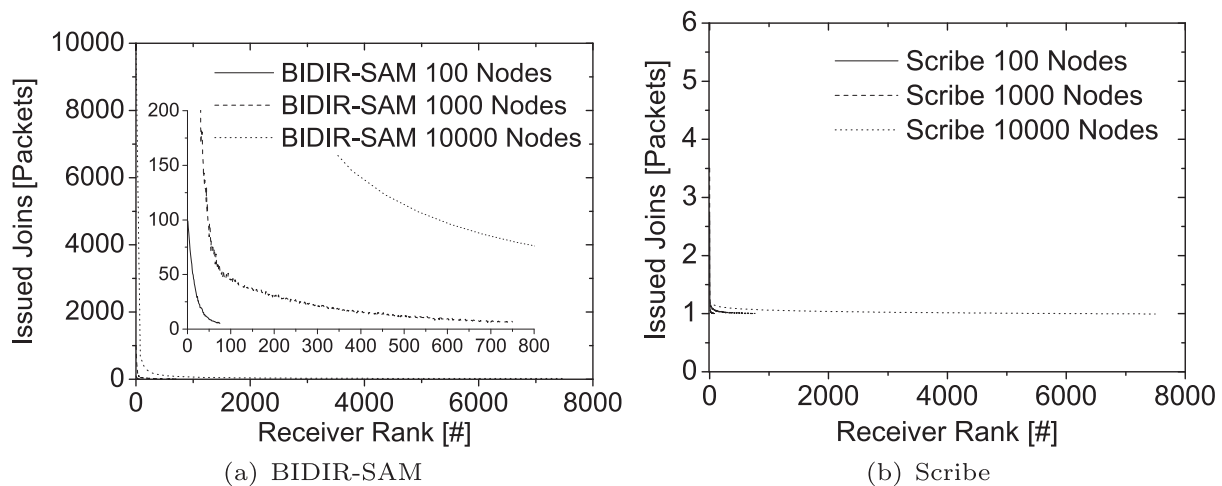 Issued Joins [Packets]
10000
8000
6000
4000
2000
0
BIDIR-SAM 100 Nodes
BIDIR-SAM 1000 Nodes
BIDIR-SAM 10000 Nodes
200
150
100
50
0
0 100 200 300 400 500 600 700 800
0 2000 4000 6000 8000
Receiver Rank [#]
(a) BIDIR-SAM
Issued Joins [Packets]
6
5
4
3
2
1
0
Scribe 100 Nodes
Scribe 1000 Nodes
Scribe 10000 Nodes
0 2000 4000 6000 8000
Receiver Rank [#]
(b) Scribe